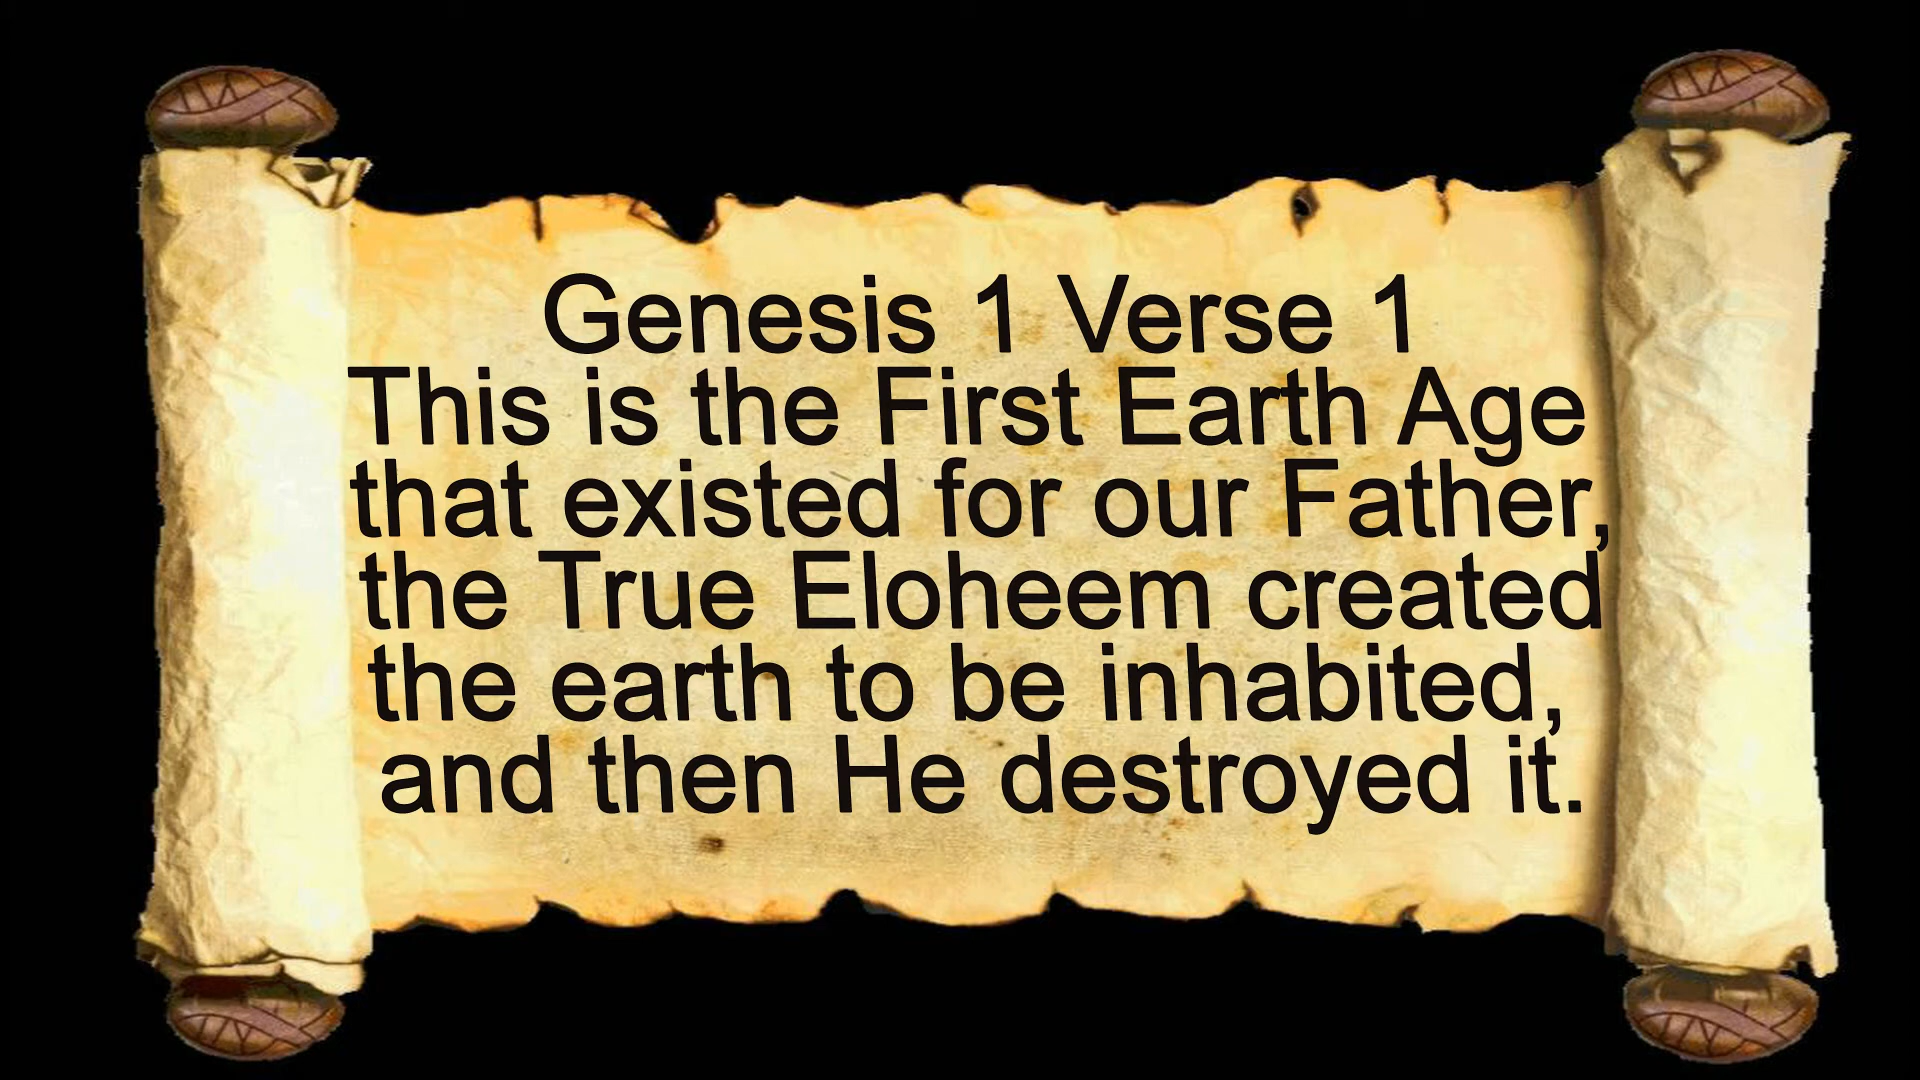 Genesis 1 Verse 1
This is the First Earth Age
that existed for our Father,
the True Eloheem created
the earth to be inhabited,
and then He destroyed it.